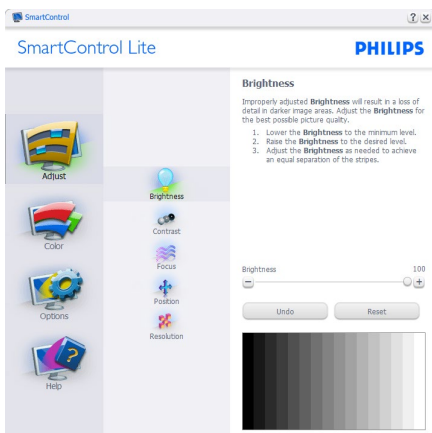 SmartControl
SmartControl Lite
PHILIPS
Adjust
Color
Options
Help
Brightness
Contrast
Focus
Position
Resolution
Brightness
Improperly adjusted Brightness will result in a loss of
detail in darker image areas. Adjust the Brightness for
the best possible picture quality.
1. Lower the Brightness to the minimum level.
2. Raise the Brightness to the desired level.
3. Adjust the Brightness as needed to achieve
an equal separation of the stripes.
Brightness 100
Undo Reset